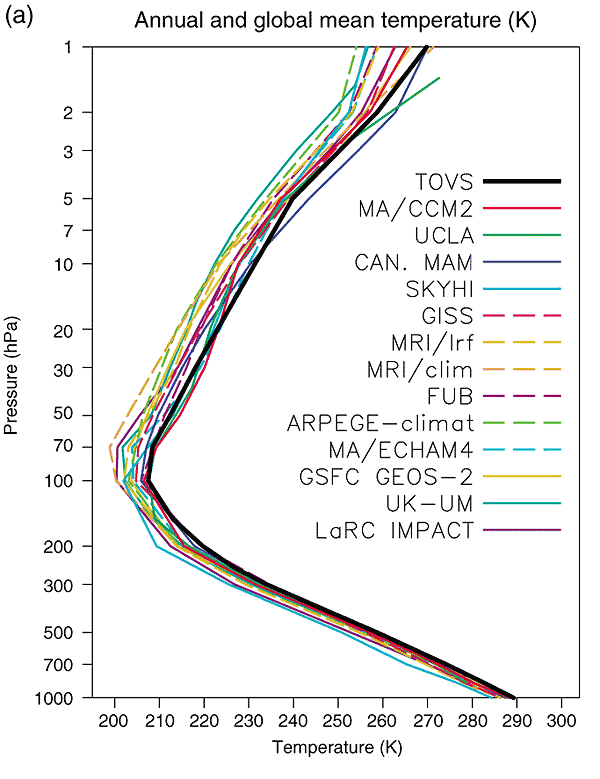 (a) Annual and global mean temperature (K)
1
2
3
5
7
10
20
30
50
70
100
200
300
500
700
1000
Pressure (hPa)
TOVS
MA/CCM2
UCLA
CAN. MAM
SKYHI
GISS
MRI/lrf
MRI/clim
FUB
ARPEGE-climat
MA/ECHAM4
GSFC GEOS-2
UK-UM
LaRC IMPACT
200 210 220 230 240 250 260 270 280 290 300
Temperature (K)